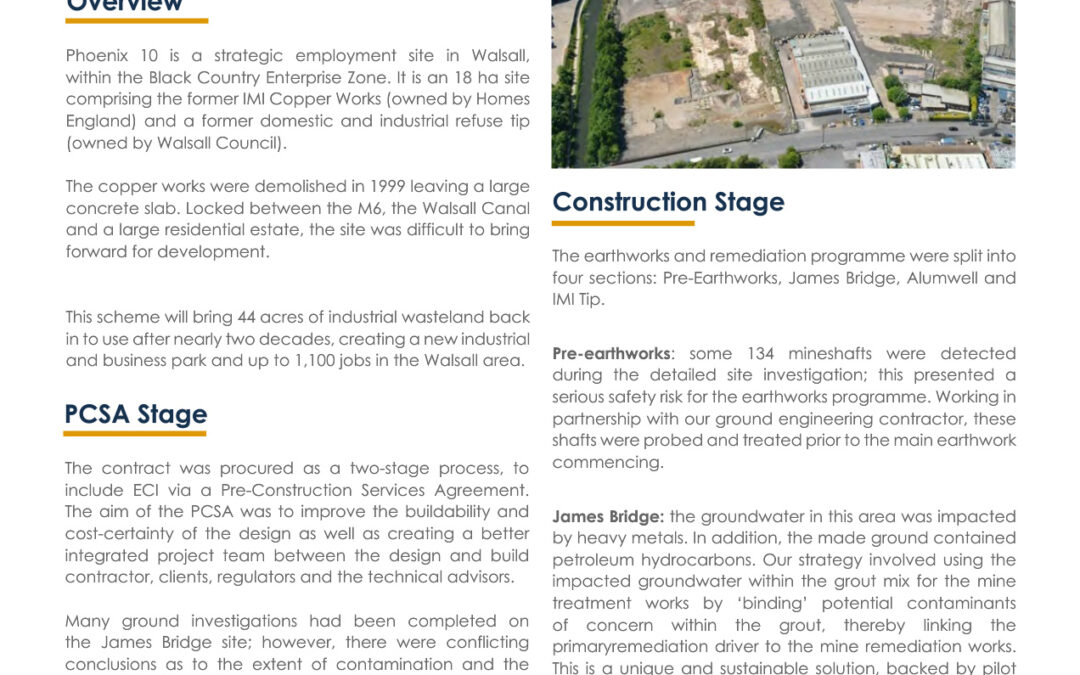 Overview
Phoenix 10 is a strategic employment site in Walsall,
within the Black Country Enterprise Zone. It is an 18 ha site
comprising the former IMI Copper Works (owned by Homes
England) and a former domestic and industrial refuse tip
(owned by Walsall Council).
The copper works were demolished in 1999 leaving a large
concrete slab. Locked between the M6, the Walsall Canal
and a large residential estate, the site was difficult to bring
forward for development.
This scheme will bring 44 acres of industrial wasteland back
in to use after nearly two decades, creating a new industrial
and business park and up to 1,100 jobs in the Walsall area.
PCSA Stage
The contract was procured as a two-stage process, to
include ECI via a Pre-Construction Services Agreement.
The aim of the PCSA was to improve the buildability and
cost-certainty of the design as well as creating a better
integrated project team between the design and build
contractor, clients, regulators and the technical advisors.
Many ground investigations had been completed on
the James Bridge site; however, there were conflicting
conclusions as to the extent of contamination and the
Construction Stage
The earthworks and remediation programme were split into
four sections: Pre-Earthworks, James Bridge, Alumwell and
IMI Tip.
Pre-earthworks: some 134 mineshafts were detected
during the detailed site investigation; this presented a
serious safety risk for the earthworks programme. Working in
partnership with our ground engineering contractor, these
shafts were probed and treated prior to the main earthwork
commencing.
James Bridge: the groundwater in this area was impacted
by heavy metals. In addition, the made ground contained
petroleum hydrocarbons. Our strategy involved using the
impacted groundwater within the grout mix for the mine
treatment works by ‘binding’ potential contaminants
of concern within the grout, thereby linking the
primaryremediation driver to the mine remediation works.
This is a unique and sustainable solution, backed by pilot